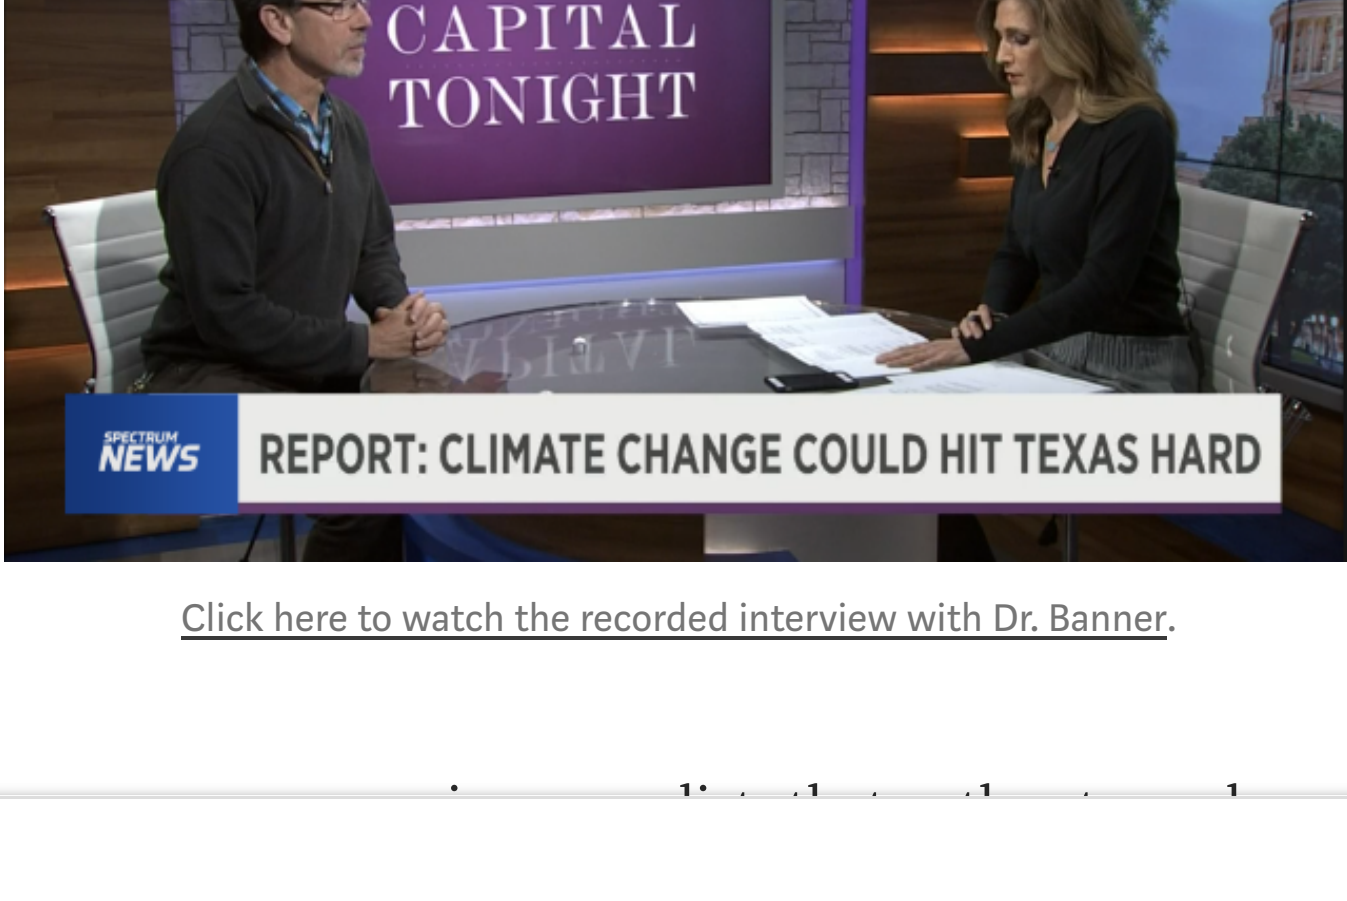 CAPITAL
TONIGHT
SPECTRUM
NEWS
REPORT: CLIMATE CHANGE COULD HIT TEXAS HARD
Click here to watch the recorded interview with Dr. Banner.